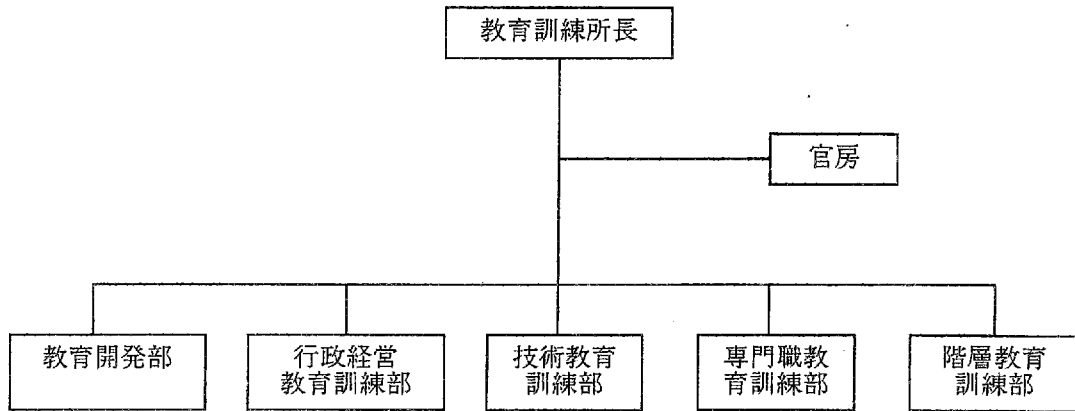 教育訓練所長
官房
教育開発部
行政経営
教育訓練部
技術教育
訓練部
専門職教
育訓練部
階層教育
訓練部